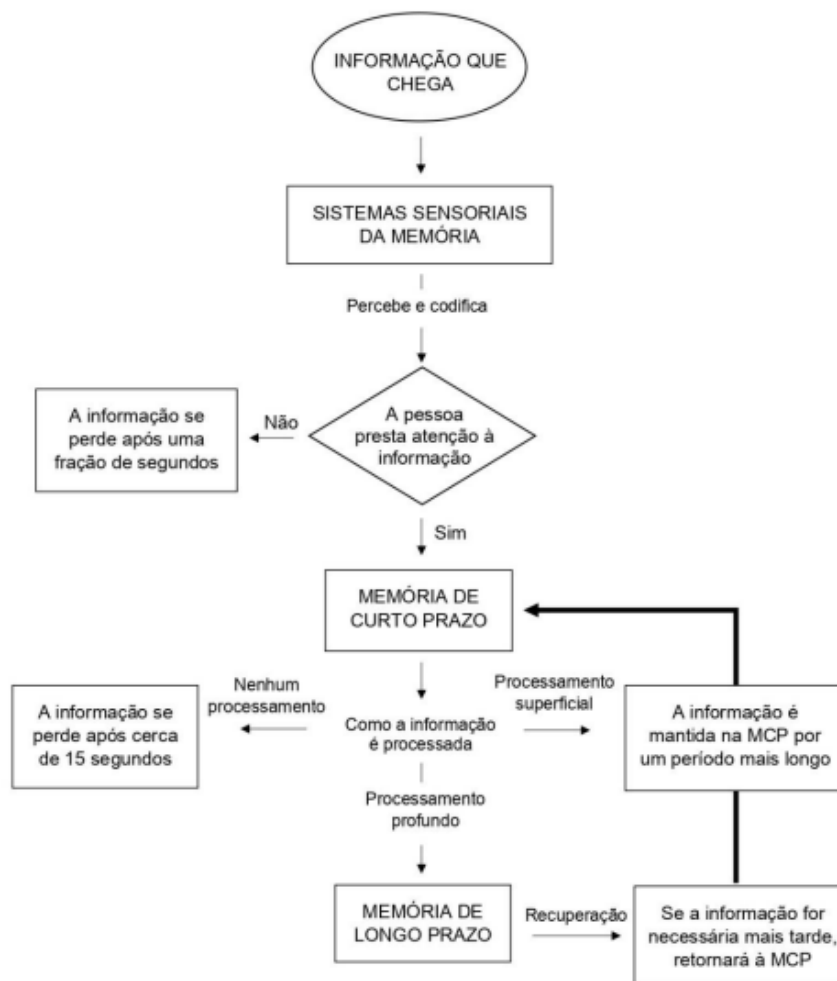 INFORMAÇÃO QUE
CHEGA
SISTEMAS SENSORIAIS
DA MEMÓRIA
Percebe e codifica
A informação se
perde após uma
fração de segundos
Não
A pessoa
presta atenção à
informação
Sim
MEMÓRIA DE
CURTO PRAZO
A informação se
perde após cerca
de 15 segundos
Nenhum
processamento
Como a informação
é processada
Processamento
superficial
A informação é
mantida na MCP por
um período mais longo
Processamento
profundo
MEMÓRIA DE
LONGO PRAZO
Recuperação
Se a informação for
necessária mais tarde,
retornará à MCP